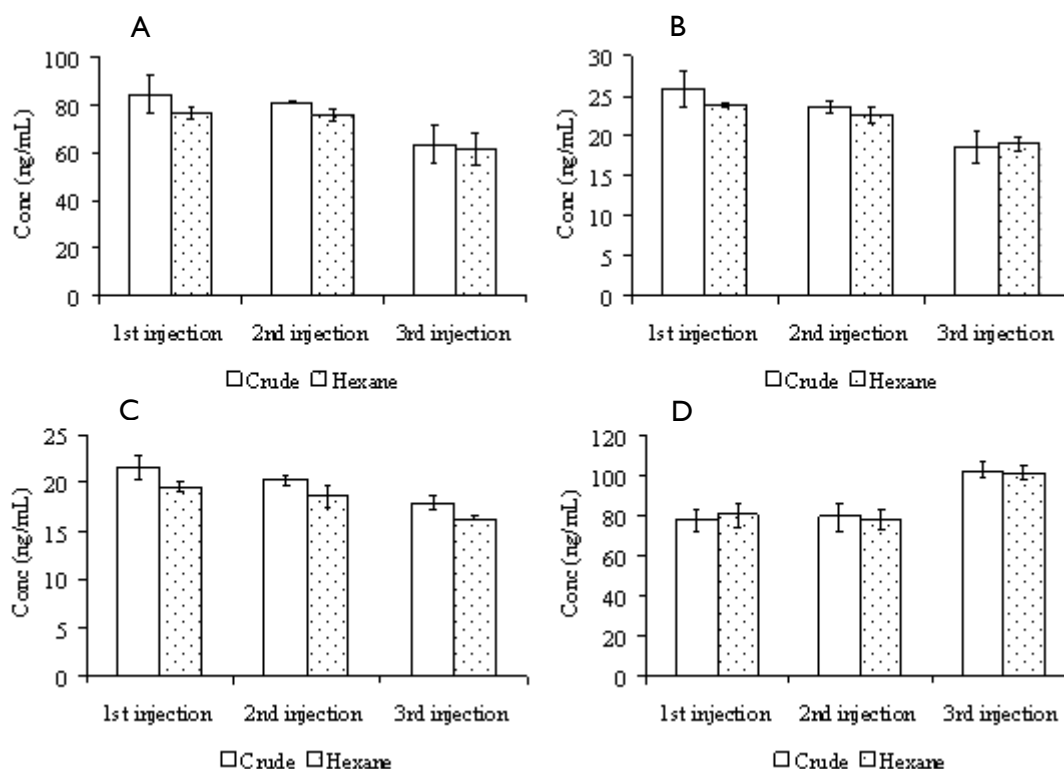 A
Conc (ng/mL)
100
80
60
40
20
0
1st injection 2nd injection 3rd injection
Crude Hexane
B
Conc (ng/mL)
30
25
20
15
10
5
0
1st injection 2nd injection 3rd injection
Crude Hexane
C
Conc (ng/mL)
25
20
15
10
5
0
1st injection 2nd injection 3rd injection
Crude Hexane
D
Conc (ng/mL)
120
100
80
60
40
20
0
1st injection 2nd injection 3rd injection
Crude Hexane